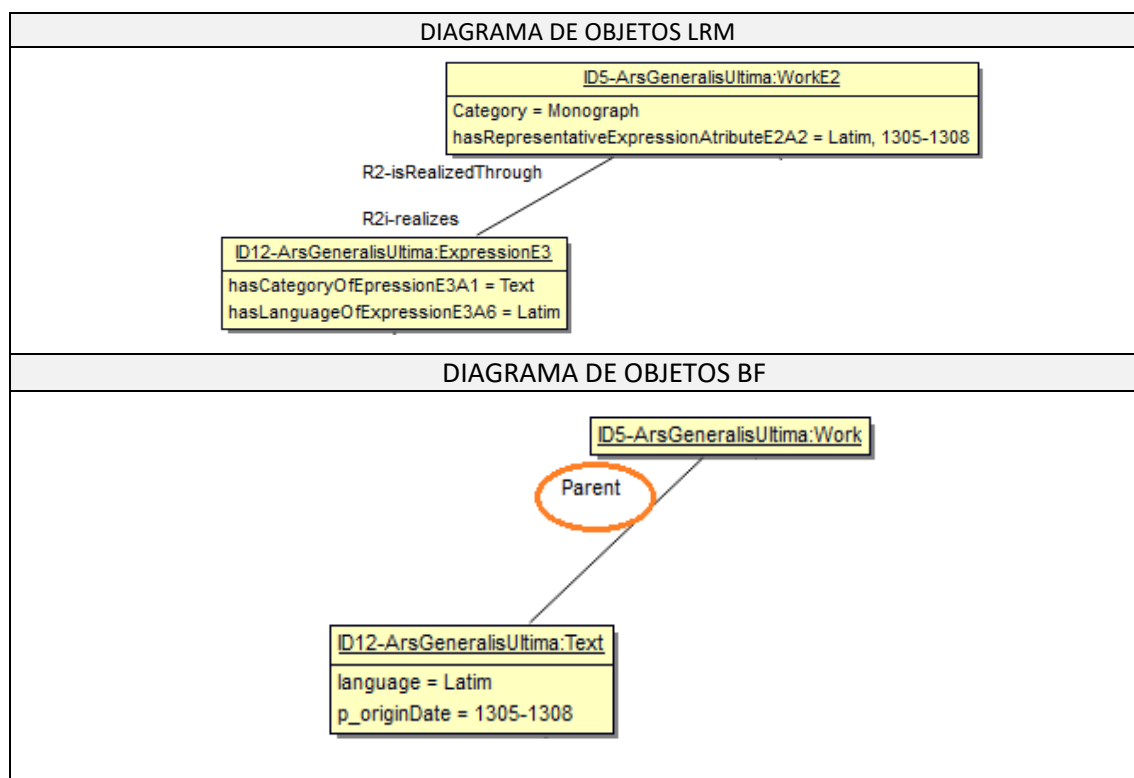 DIAGRAMA DE OBJETOS LRM
ID5-ArsGeneralisUltima:WorkE2
Category = Monograph
hasRepresentativeExpressionAtributeE2A2 = Latim, 1305-1308
R2-isRealizedThrough
R2i-realizes
ID12-ArsGeneralisUltima:ExpressionE3
hasCategoryOfEpressionE3A1 = Text
hasLanguageOfExpressionE3A6 = Latim
DIAGRAMA DE OBJETOS BF
ID5-ArsGeneralisUltima:Work
Parent
ID12-ArsGeneralisUltima:Text
language = Latim
p_originDate = 1305-1308